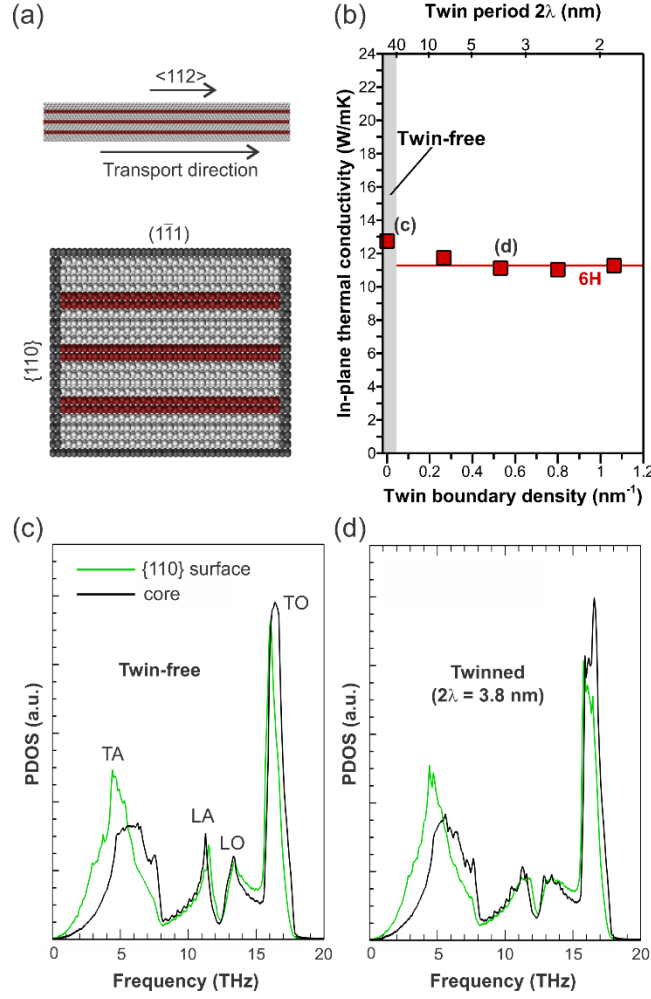 (a)
<112>
Transport direction
(11̄1)
{110}
(b)
Twin period 2λ (nm)
40 10 5 3 2
In-plane thermal conductivity (W/mK)
24
22
20
18
16
14
12
10
8
6
4
2
0
Twin-free
(c)
(d)
6H
0 0.2 0.4 0.6 0.8 1 1.2
Twin boundary density (nm⁻¹)
(c)
{110} surface
core
TO
Twin-free
TA
LA
LO
PDOS (a.u.)
0 5 10 15 20
Frequency (THz)
(d)
Twinned
(2λ = 3.8 nm)
PDOS (a.u.)
0 5 10 15 20
Frequency (THz)